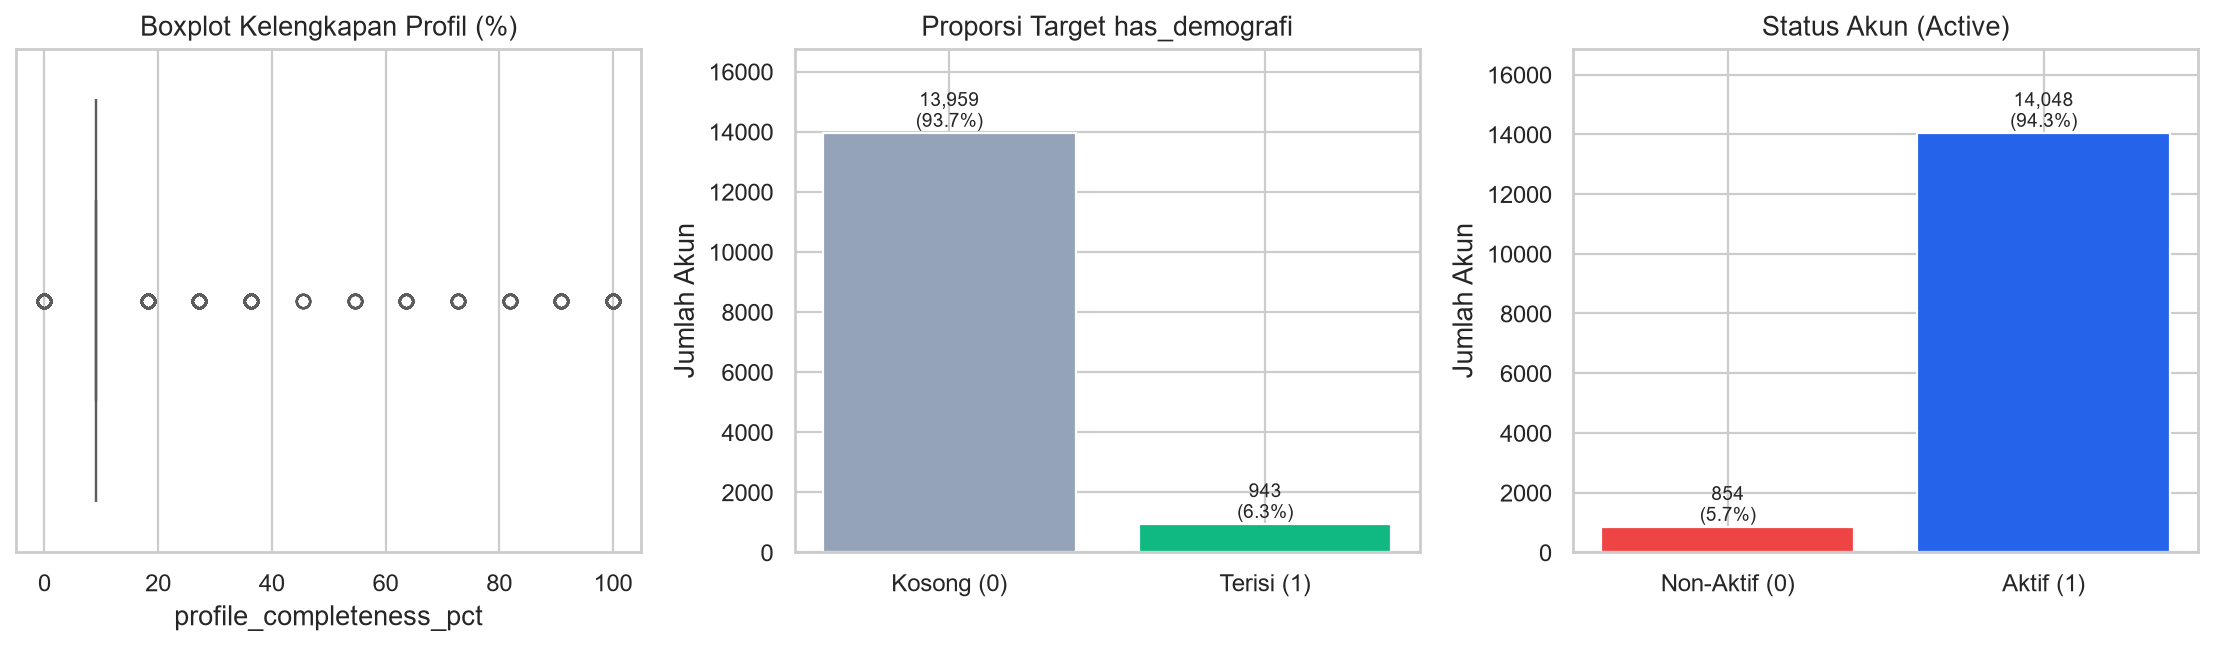 Boxplot Kelengkapan Profil (%)
0 20 40 60 80 100
profile_completeness_pct
Proporsi Target has_demografi
Jumlah Akun
16000
14000
12000
10000
8000
6000
4000
2000
0
13,959
(93.7%)
943
(6.3%)
Kosong (0) Terisi (1)
Status Akun (Active)
Jumlah Akun
16000
14000
12000
10000
8000
6000
4000
2000
0
854
(5.7%)
14,048
(94.3%)
Non-Aktif (0) Aktif (1)